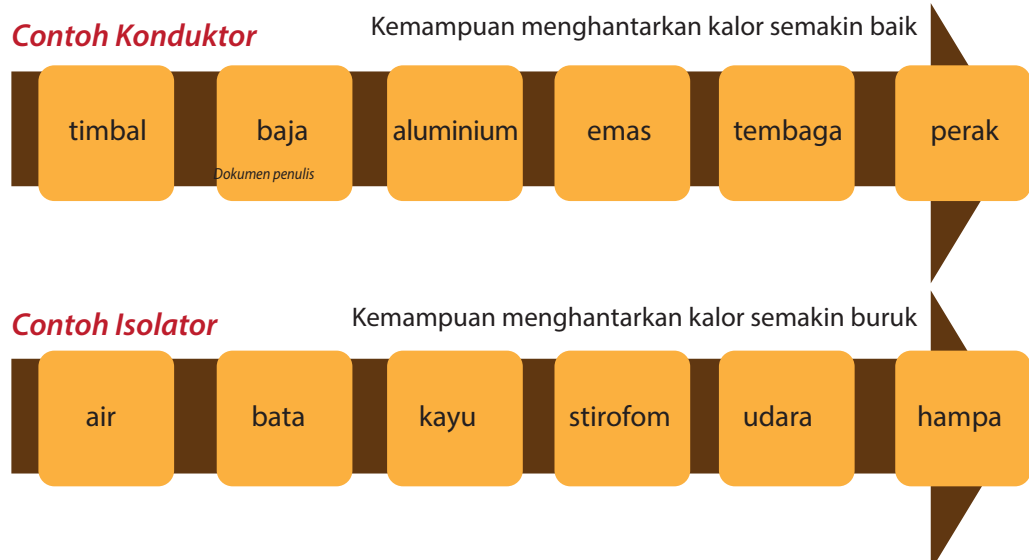 Contoh Konduktor
Kemampuan menghantarkan kalor semakin baik
timbal
baja
aluminium
emas
tembaga
perak
Dokumen penulis
Contoh Isolator
Kemampuan menghantarkan kalor semakin buruk
air
bata
kayu
stirofom
udara
hampa